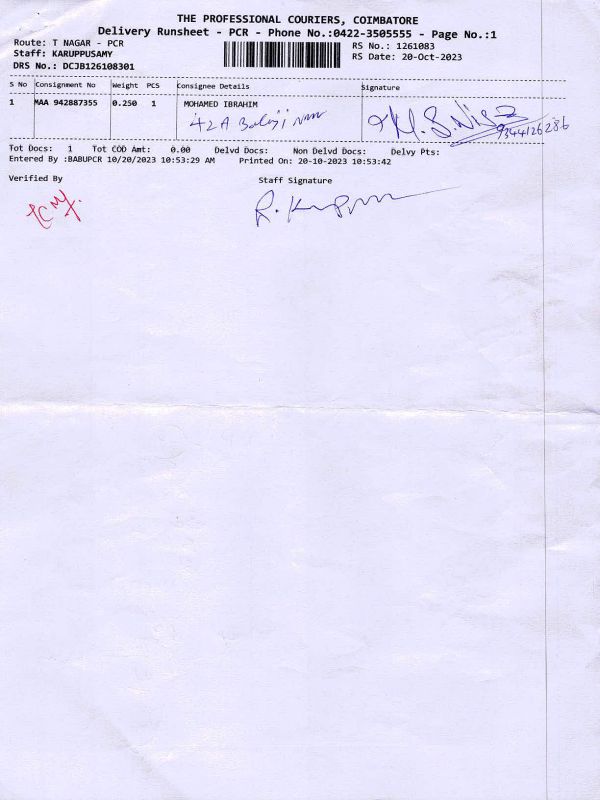 THE PROFESSIONAL COURIERS, COIMBATORE
Delivery Runsheet - PCR - Phone No.:0422-3505555 - Page No.:1
Route: T NAGAR - PCR
Staff: KARUPPUSAMY
DRS No.: DCJB126108301
RS No.: 1261083
RS Date: 20-Oct-2023
S No Consignment No Weight PCS Consignee Details Signature
1 MAA 942887355 0.250 1 MOHAMED IBRAHIM
42A Balaji
9344126286
Tot Docs: 1 Tot COD Amt: 0.00 Delvd Docs: Non Delvd Docs: Delvy Pts:
Entered By :BABUPCR 10/20/2023 10:53:29 AM Printed On: 20-10-2023 10:53:42
Verified By Staff Signature